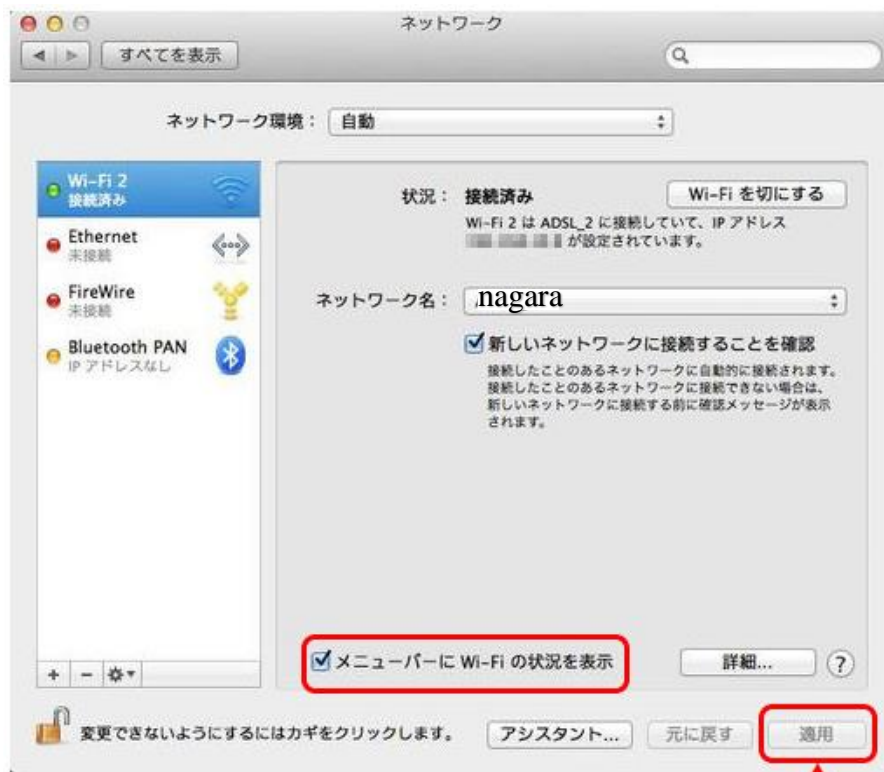 ネットワーク
すべてを表示
ネットワーク環境： 自動
Wi-Fi 2
接続済み
Ethernet
未接続
FireWire
未接続
Bluetooth PAN
IP アドレスなし
状況： 接続済み
Wi-Fi を切にする
Wi-Fi 2 は ADSL_2 に接続していて、IP アドレス
が設定されています。
ネットワーク名： nagara
新しいネットワークに接続することを確認
接続したことのあるネットワークに自動的に接続されます。
接続したことのあるネットワークに接続できない場合は、
新しいネットワークに接続する前に確認メッセージが表示
されます。
メニューバーに Wi-Fi の状況を表示
詳細...
?
+ -
変更できないようにするにはカギをクリックします。
アシスタント...
元に戻す
適用